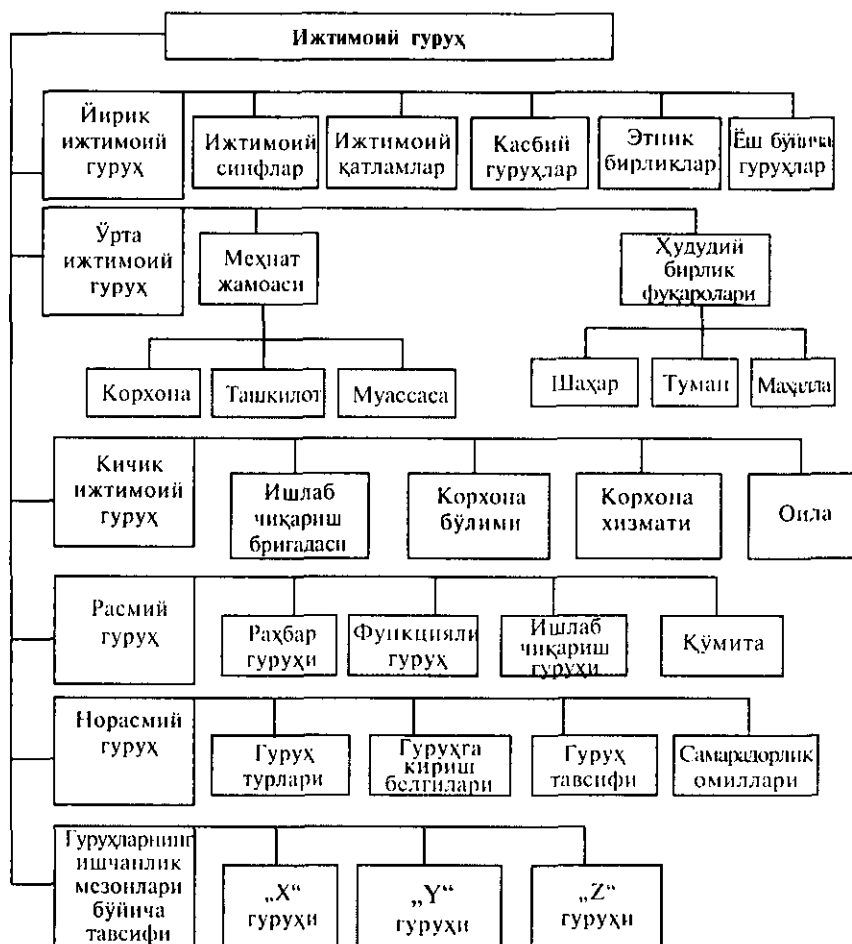 Ижтимоий гуруҳ
Йирик
ижтимоий
гуруҳ
Ижтимоий
синфлар
Ижтимоий
қатламлар
Касбий
гуруҳлар
Этник
бирликлар
Ёш бўйича
гуруҳлар
Ўрта
ижтимоий
гуруҳ
Меҳнат
жамоаси
Ҳудудий
бирлик
фуқаролари
Корхона
Ташкилот
Муассаса
Шаҳар
Туман
Маҳалла
Кичик
ижтимоий
гуруҳ
Ишлаб
чиқариш
бригадаси
Корхона
бўлими
Корхона
хизмати
Оила
Расмий
гуруҳ
Раҳбар
гуруҳи
Функцияли
гуруҳ
Ишлаб
чиқариш
гуруҳи
Қўмита
Норасмий
гуруҳ
Гуруҳ
турлари
Гуруҳга
кириш
белгилари
Гуруҳ
тавсифи
Самарадорлик
омиллари
Гуруҳларнинг
ишчанлик
мезонлари
бўйича
тавсифи
„X“
гуруҳи
„Y“
гуруҳи
„Z“
гуруҳи